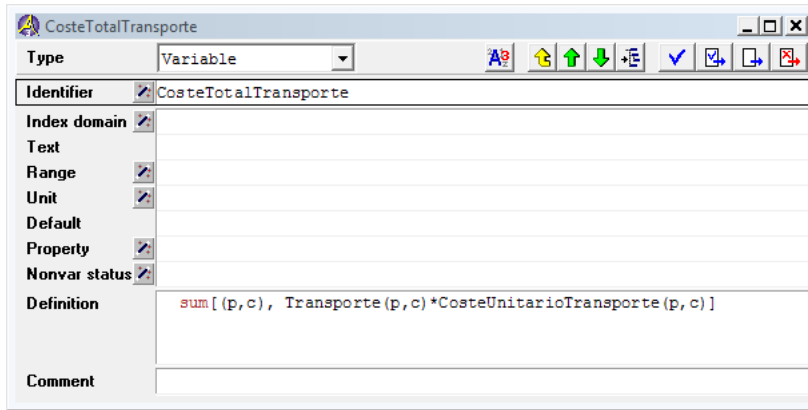 CosteTotalTransporte
Type Variable
Identifier CosteTotalTransporte
Index domain
Text
Range
Unit
Default
Property
Nonvar status
Definition sum[(p,c), Transporte(p,c)*CosteUnitarioTransporte(p,c)]
Comment